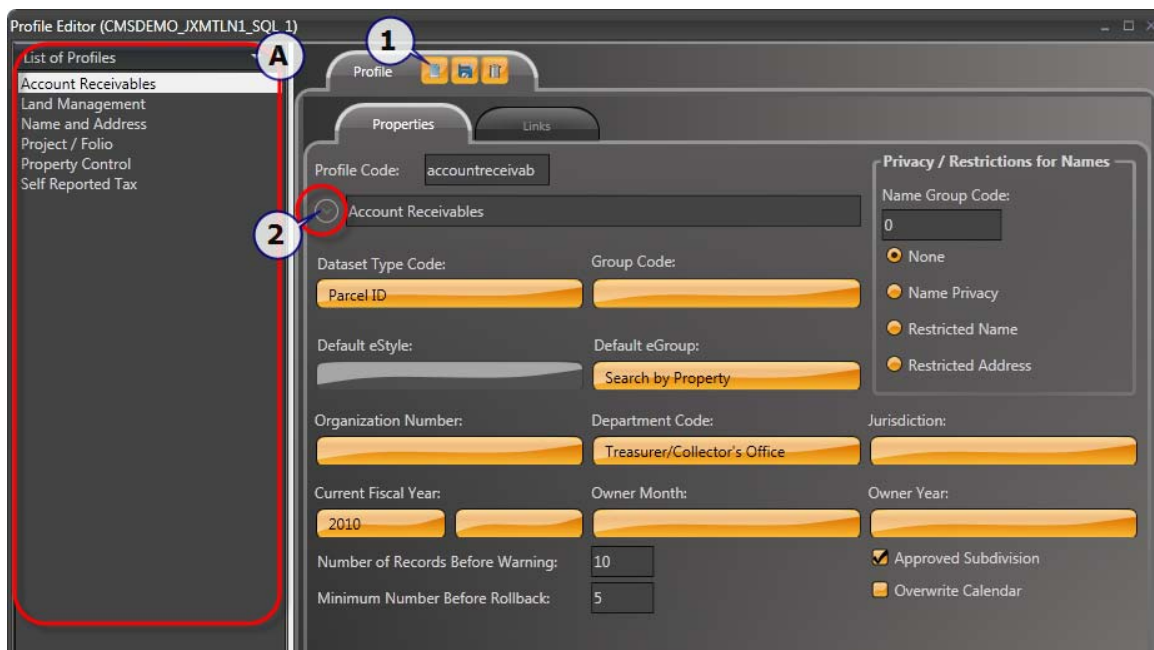 Profile Editor (CMSDEMO_JXMTLN1_SQL_1)
List of Profiles
A
Account Receivables
Land Management
Name and Address
Project / Folio
Property Control
Self Reported Tax
1
Profile
Properties
Links
Profile Code:
accountreceivab
2
Account Receivables
Dataset Type Code:
Group Code:
Parcel ID
Default eStyle:
Default eGroup:
Search by Property
Privacy / Restrictions for Names
Name Group Code:
0
None
Name Privacy
Restricted Name
Restricted Address
Organization Number:
Department Code:
Jurisdiction:
Treasurer/Collector's Office
Current Fiscal Year:
Owner Month:
Owner Year:
2010
Number of Records Before Warning:
10
Approved Subdivision
Minimum Number Before Rollback:
5
Overwrite Calendar